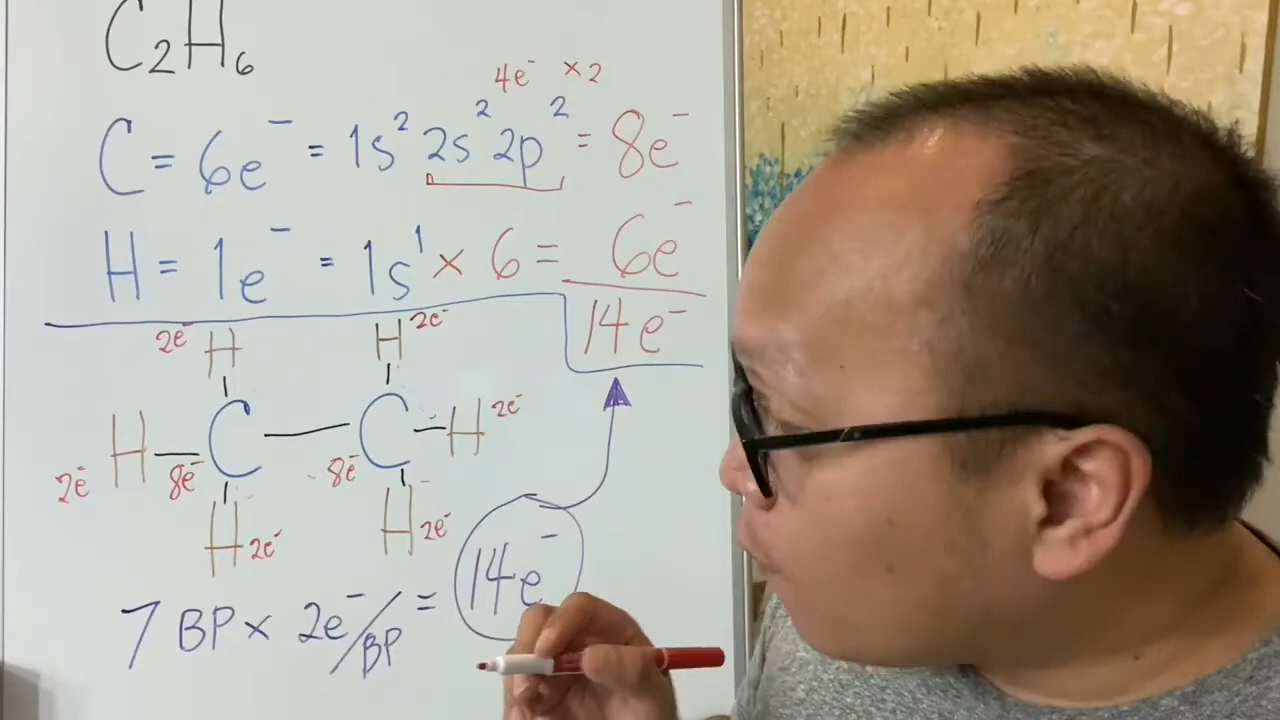 C₂H₆
4e⁻ ×2
C = 6e⁻ = 1s² 2s² 2p² = 8e⁻
H = 1e⁻ = 1s¹ × 6 = 6e⁻
14e⁻
2e⁻ H H 2e⁻
H C C H 2e⁻
2e⁻ 8e⁻ 8e⁻
H 2e⁻ H 2e⁻
7 BP × 2e⁻/BP = 14e⁻